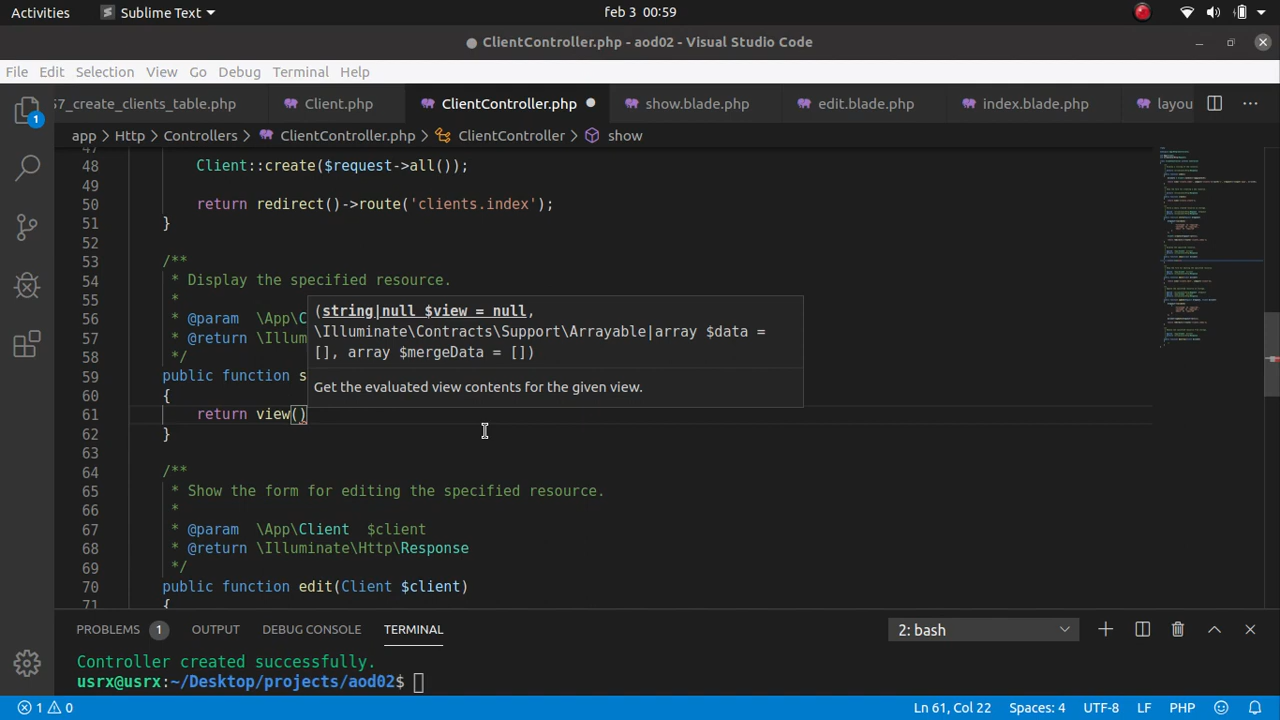 Activities
Sublime Text
feb 3 00:59
ClientController.php - aod02 - Visual Studio Code
File Edit Selection View Go Debug Terminal Help
57_create_clients_table.php
Client.php
ClientController.php
show.blade.php
edit.blade.php
index.blade.php
layou
app > Http > Controllers > ClientController.php > ClientController > show
47
48 Client::create($request->all());
49
50 return redirect()->route('clients.index');
51 }
52
53 /**
54 * Display the specified resource.
55 *
56 * @param \App\C
57 * @return \Illum
58 */
59 public function s
60 {
61 return view()
62 }
63
64 /**
65 * Show the form for editing the specified resource.
66 *
67 * @param \App\Client $client
68 * @return \Illuminate\Http\Response
69 */
70 public function edit(Client $client)
71 {
(string|null $view = null,
\Illuminate\Contracts\Support\Arrayable|array $data =
[], array $mergeData = [])
Get the evaluated view contents for the given view.
1
PROBLEMS 1 OUTPUT DEBUG CONSOLE TERMINAL
2: bash
Controller created successfully.
usrx@usrx:~/Desktop/projects/aod02$
1 0
Ln 61, Col 22 Spaces: 4 UTF-8 LF PHP